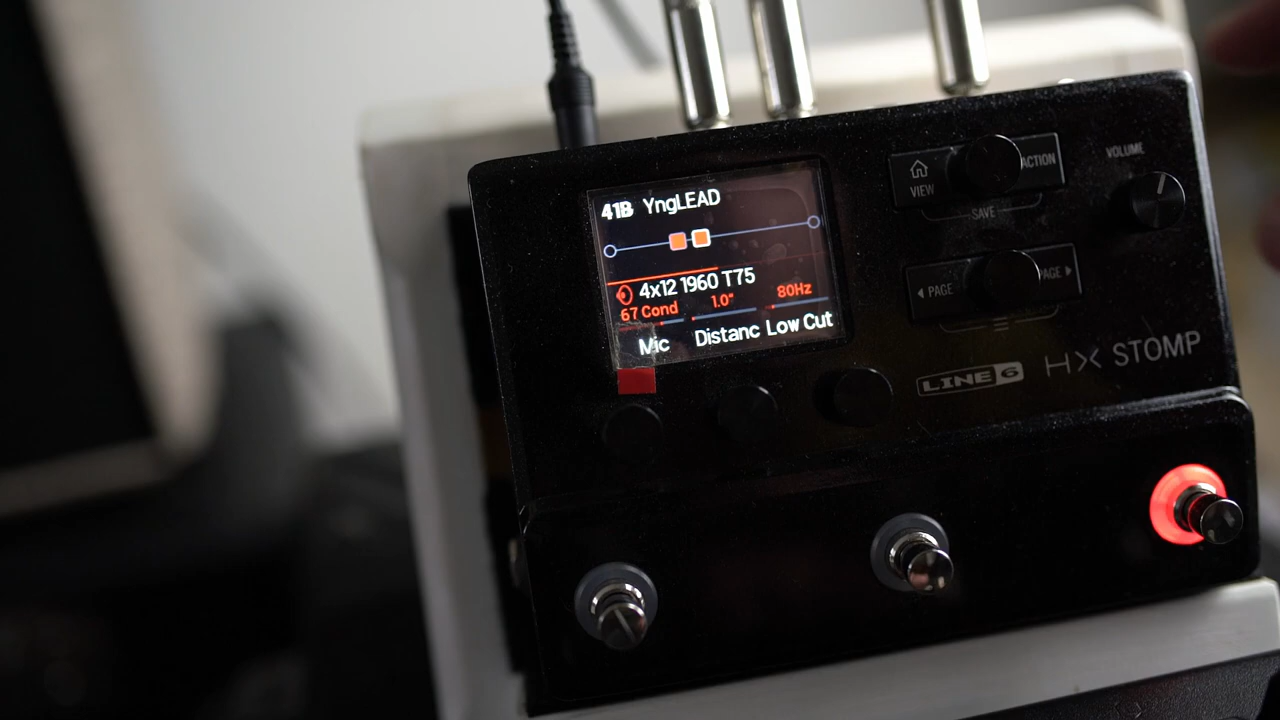 41B YngLEAD
4x12 1960 T75
67 Cond 1.0" 80Hz
Mic Distanc Low Cut
VIEW
ACTION
SAVE
VOLUME
PAGE
PAGE
LINE 6 HX STOMP